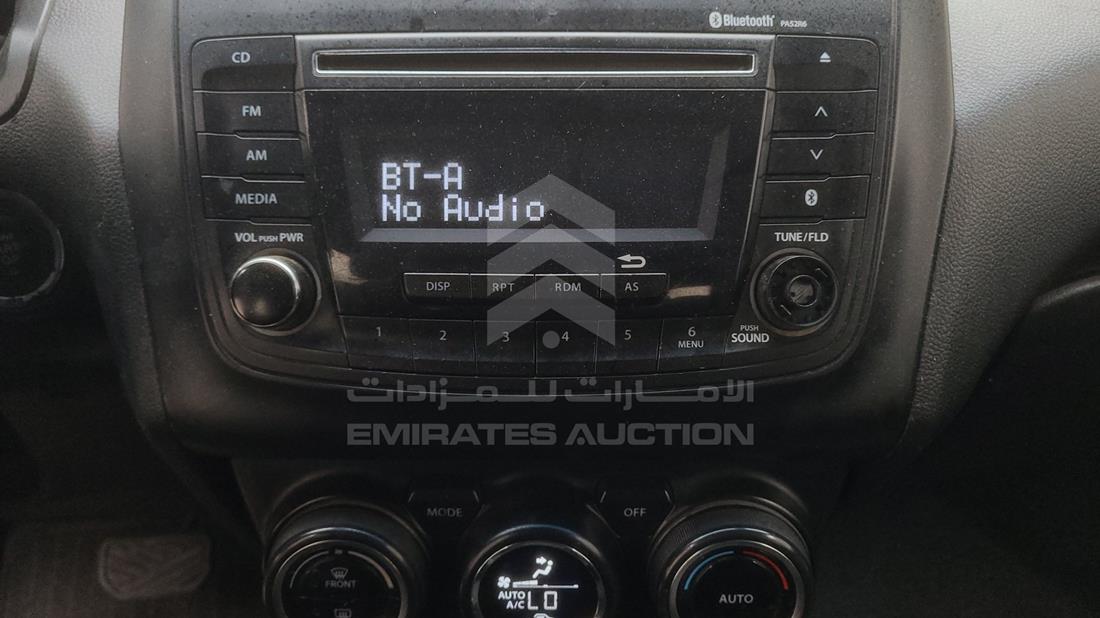 Bluetooth PA52R6
CD
FM
AM
MEDIA
BT-A
No Audio
VOL PUSH PWR
TUNE/FLD
DISP
RPT
RDM
AS
1
2
3
4
5
6
MENU
PUSH
SOUND
الامارات للمزادات
EMIRATES AUCTION
MODE
OFF
FRONT
AUTO
A/C
LO
AUTO